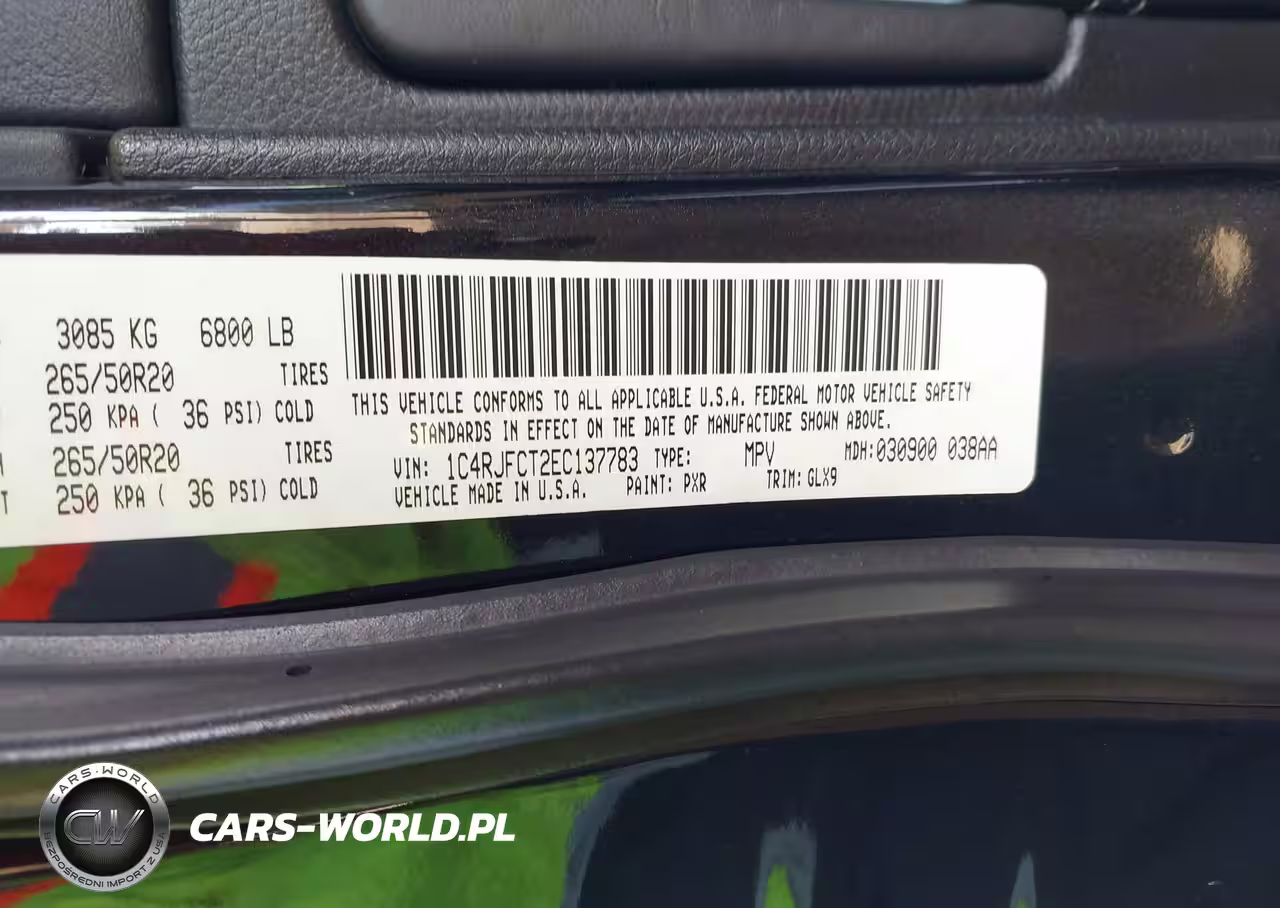 3085 KG 6800 LB
265/50R20 TIRES
250 KPA ( 36 PSI) COLD
265/50R20 TIRES
250 KPA ( 36 PSI) COLD
THIS VEHICLE CONFORMS TO ALL APPLICABLE U.S.A. FEDERAL MOTOR VEHICLE SAFETY
STANDARDS IN EFFECT ON THE DATE OF MANUFACTURE SHOWN ABOVE.
VIN: 1C4RJFCT2EC137783 TYPE: MPV MDH:030900 038AA
VEHICLE MADE IN U.S.A. PAINT: PXR TRIM: GLX9
CARS-WORLD
CW
BEZPOŚREDNI IMPORT Z USA
CARS-WORLD.PL